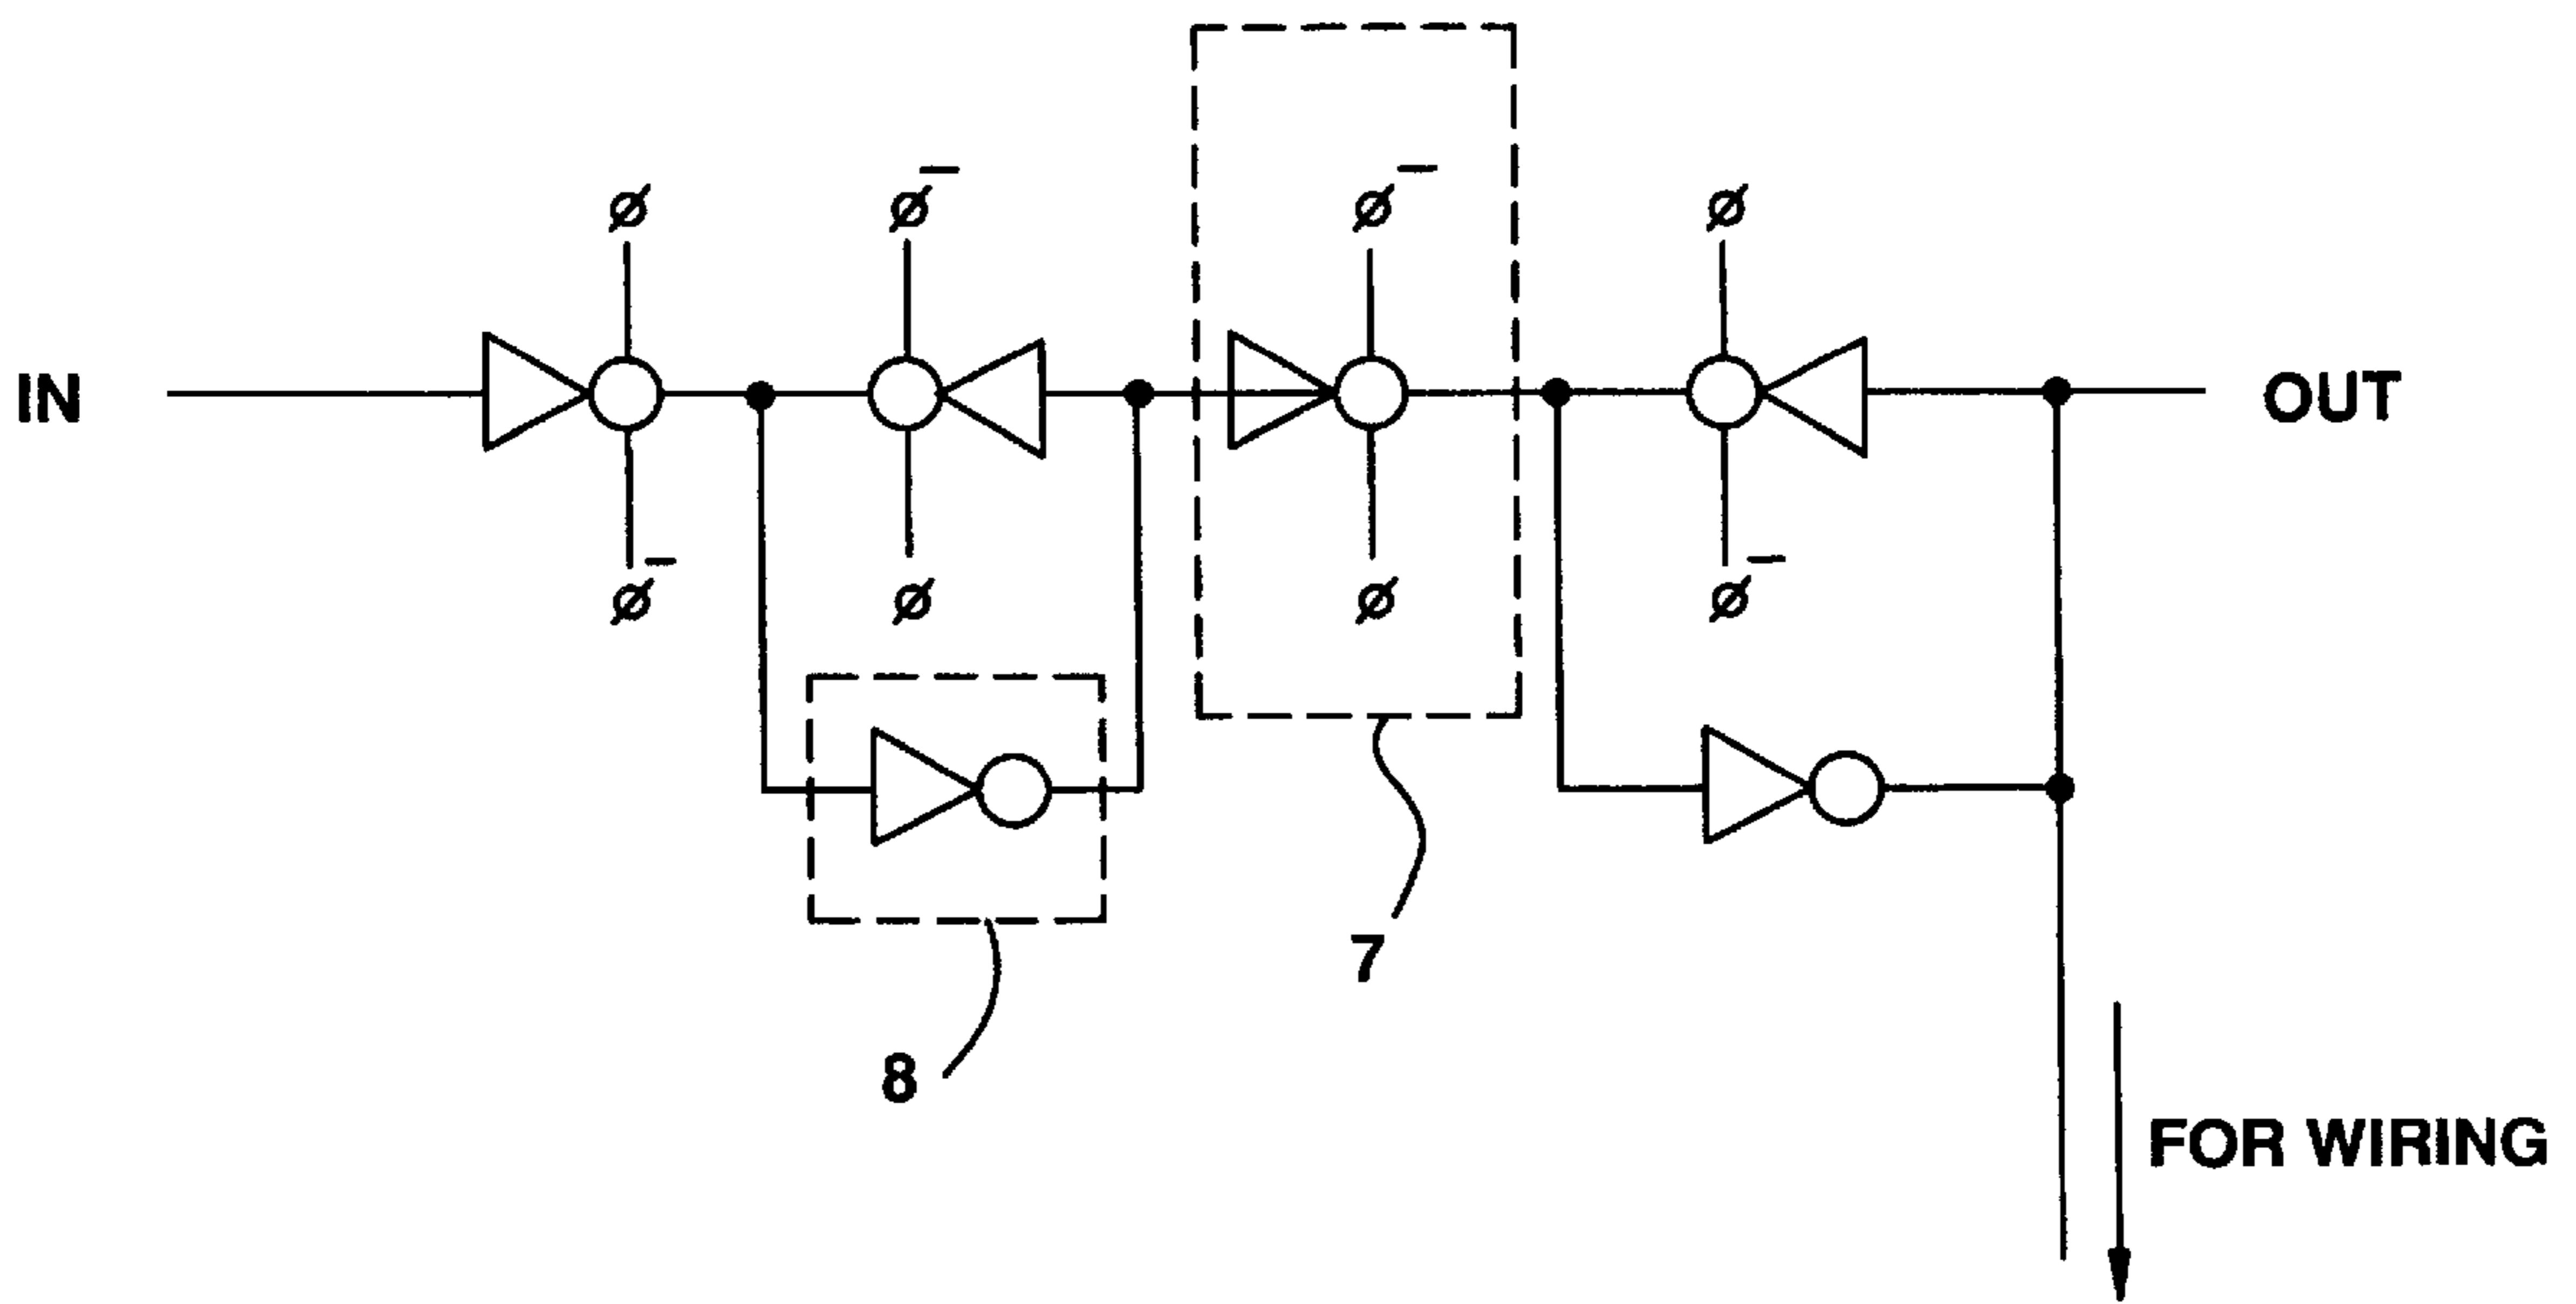 ø ø̄ ø̄ ø
IN OUT
ø̄ ø ø ø̄
7
8
FOR WIRING